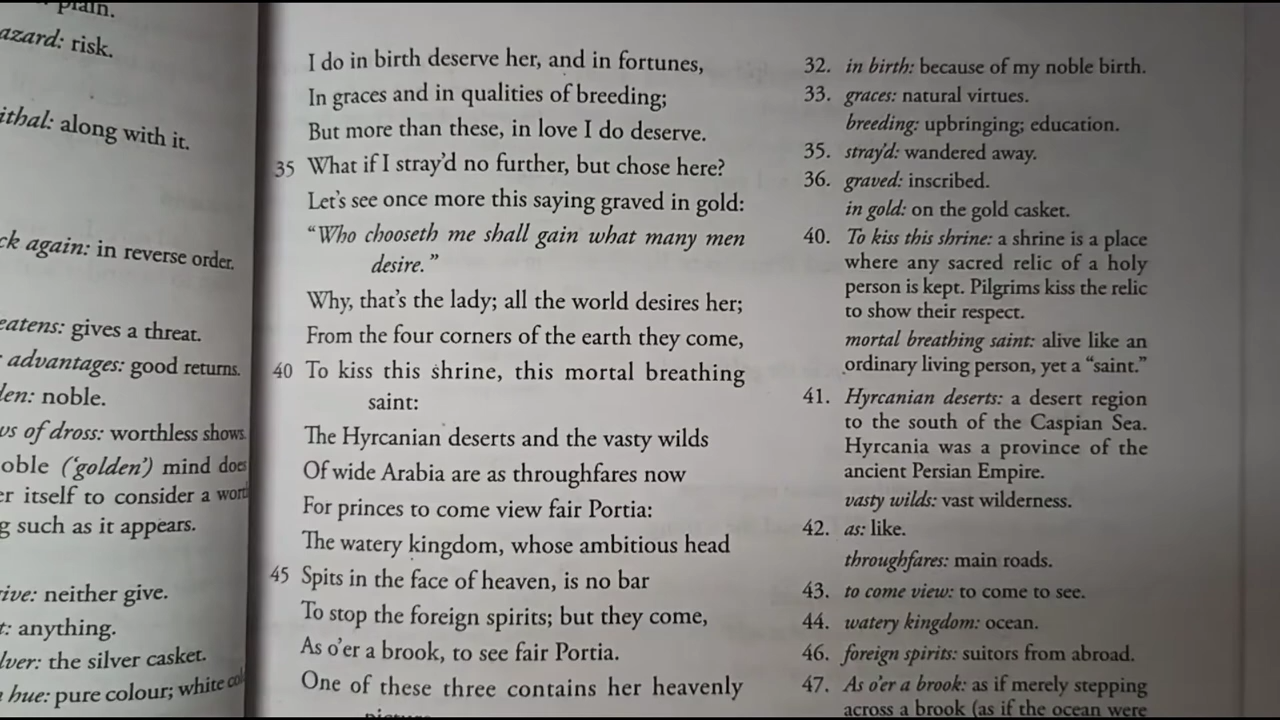 plain.
azard: risk.
ithal: along with it.
ck again: in reverse order.
eatens: gives a threat.
advantages: good returns.
len: noble.
ws of dross: worthless shows.
oble ('golden') mind does
er itself to consider a wort
g such as it appears.
ive: neither give.
t: anything.
lver: the silver casket.
hue: pure colour; white col
I do in birth deserve her, and in fortunes,
In graces and in qualities of breeding;
But more than these, in love I do deserve.
35 What if I stray'd no further, but chose here?
Let's see once more this saying graved in gold:
"Who chooseth me shall gain what many men
desire."
Why, that's the lady; all the world desires her;
From the four corners of the earth they come,
40 To kiss this shrine, this mortal breathing
saint:
The Hyrcanian deserts and the vasty wilds
Of wide Arabia are as throughfares now
For princes to come view fair Portia:
The watery kingdom, whose ambitious head
45 Spits in the face of heaven, is no bar
To stop the foreign spirits; but they come,
As o'er a brook, to see fair Portia.
One of these three contains her heavenly
32. in birth: because of my noble birth.
33. graces: natural virtues.
breeding: upbringing; education.
35. stray'd: wandered away.
36. graved: inscribed.
in gold: on the gold casket.
40. To kiss this shrine: a shrine is a place
where any sacred relic of a holy
person is kept. Pilgrims kiss the relic
to show their respect.
mortal breathing saint: alive like an
ordinary living person, yet a "saint."
41. Hyrcanian deserts: a desert region
to the south of the Caspian Sea.
Hyrcania was a province of the
ancient Persian Empire.
vasty wilds: vast wilderness.
42. as: like.
throughfares: main roads.
43. to come view: to come to see.
44. watery kingdom: ocean.
46. foreign spirits: suitors from abroad.
47. As o'er a brook: as if merely stepping
across a brook (as if the ocean were